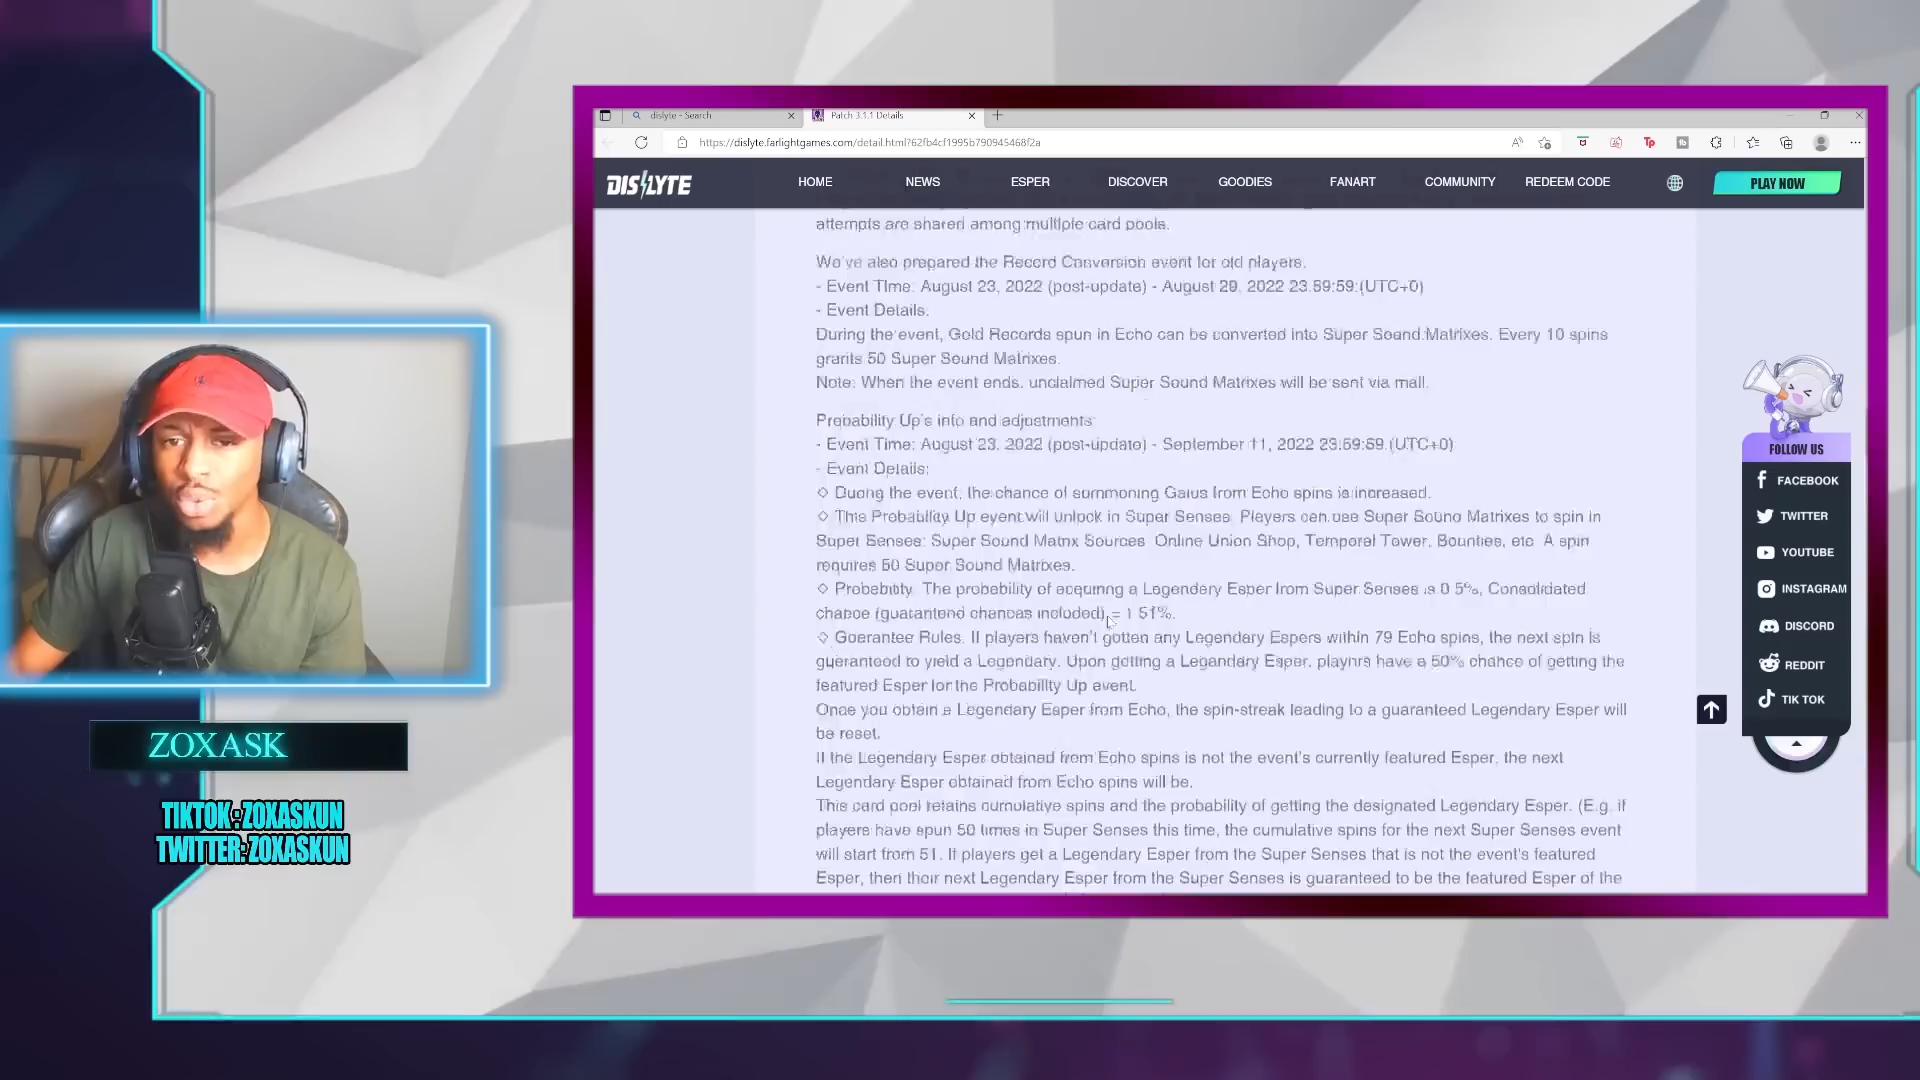 dislyte - Search
Patch 3.1.1 Details
https://dislyte.farlightgames.com/detail.html?62fb4cf1995b790945468f2a
DISLYTE
HOME
NEWS
ESPER
DISCOVER
GOODIES
FANART
COMMUNITY
REDEEM CODE
PLAY NOW
attempts are shared among multiple card pools.
We've also prepared the Record Conversion event for old players.
- Event Time: August 23, 2022 (post-update) - August 29, 2022 23:59:59 (UTC+0)
- Event Details:
During the event, Gold Records spun in Echo can be converted into Super Sound Matrixes. Every 10 spins
grants 50 Super Sound Matrixes.
Note: When the event ends, unclaimed Super Sound Matrixes will be sent via mail.
Probability Up's info and adjustments
- Event Time: August 23, 2022 (post-update) - September 11, 2022 23:59:59 (UTC+0)
- Event Details:
◇ During the event, the chance of summoning Gaius from Echo spins is increased.
◇ This Probability Up event will unlock in Super Senses. Players can use Super Sound Matrixes to spin in
Super Senses. Super Sound Matrix Sources: Online Union Shop, Temporal Tower, Bounties, etc. A spin
requires 50 Super Sound Matrixes.
◇ Probability: The probability of acquiring a Legendary Esper from Super Senses is 0.5%, Consolidated
chance (guaranteed chances included) = 1.51%.
◇ Guarantee Rules: If players haven't gotten any Legendary Espers within 79 Echo spins, the next spin is
guaranteed to yield a Legendary. Upon getting a Legendary Esper, players have a 50% chance of getting the
featured Esper for the Probability Up event.
Once you obtain a Legendary Esper from Echo, the spin-streak leading to a guaranteed Legendary Esper will
be reset.
If the Legendary Esper obtained from Echo spins is not the event's currently featured Esper, the next
Legendary Esper obtained from Echo spins will be.
This card pool retains cumulative spins and the probability of getting the designated Legendary Esper. (E.g. if
players have spun 50 times in Super Senses this time, the cumulative spins for the next Super Senses event
will start from 51. If players get a Legendary Esper from the Super Senses that is not the event's featured
Esper, then their next Legendary Esper from the Super Senses is guaranteed to be the featured Esper of the
FOLLOW US
FACEBOOK
TWITTER
YOUTUBE
INSTAGRAM
DISCORD
REDDIT
TIK TOK
ZOXASK
TIKTOK:ZOXASKUN
TWITTER:ZOXASKUN